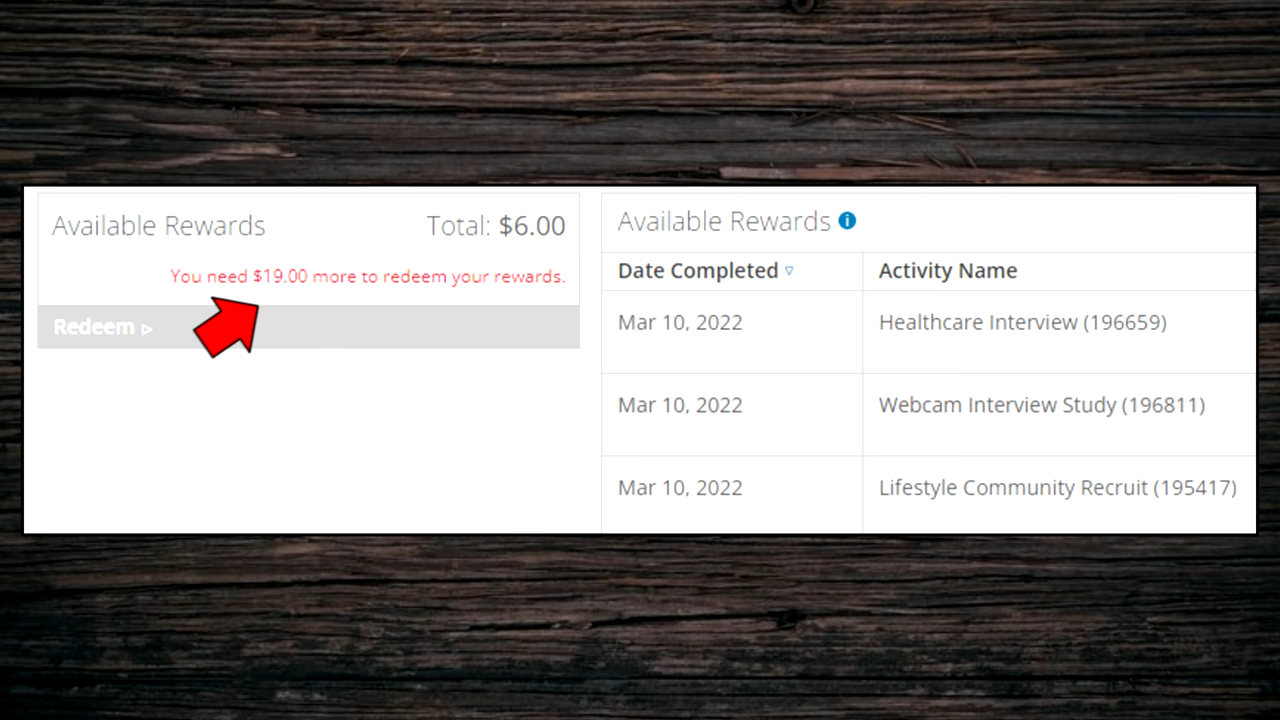 Available Rewards Total: $6.00
You need $19.00 more to redeem your rewards.
Redeem
Available Rewards
Date Completed Activity Name
Mar 10, 2022 Healthcare Interview (196659)
Mar 10, 2022 Webcam Interview Study (196811)
Mar 10, 2022 Lifestyle Community Recruit (195417)